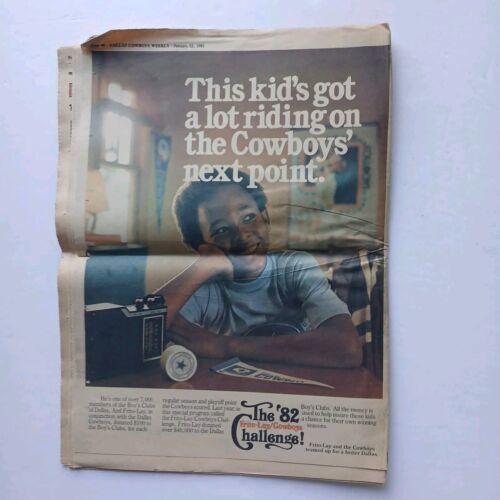 DALLAS COWBOYS WEEKLY
This kid's got
a lot riding on
the Cowboys'
next point.
COWBOYS
He's one of over 7,000
members of the Boy's Clubs
of Dallas. And Frito-Lay, in
conjunction with the Dallas
Cowboys, donated $100 to
the Boy's Clubs, for each
regular season and playoff point
the Cowboys scored. Last year, in
this special program called
the Frito-Lay/Cowboys Chal-
lenge, Frito-Lay donated
over $40,000 to the Dallas
Boy's Clubs. All the money is
used to help insure these kids
a chance for their own winning
seasons.
The '82
Frito-Lay/Cowboys
Challenge!
Frito-Lay and the Cowboys
teamed up for a better Dallas.